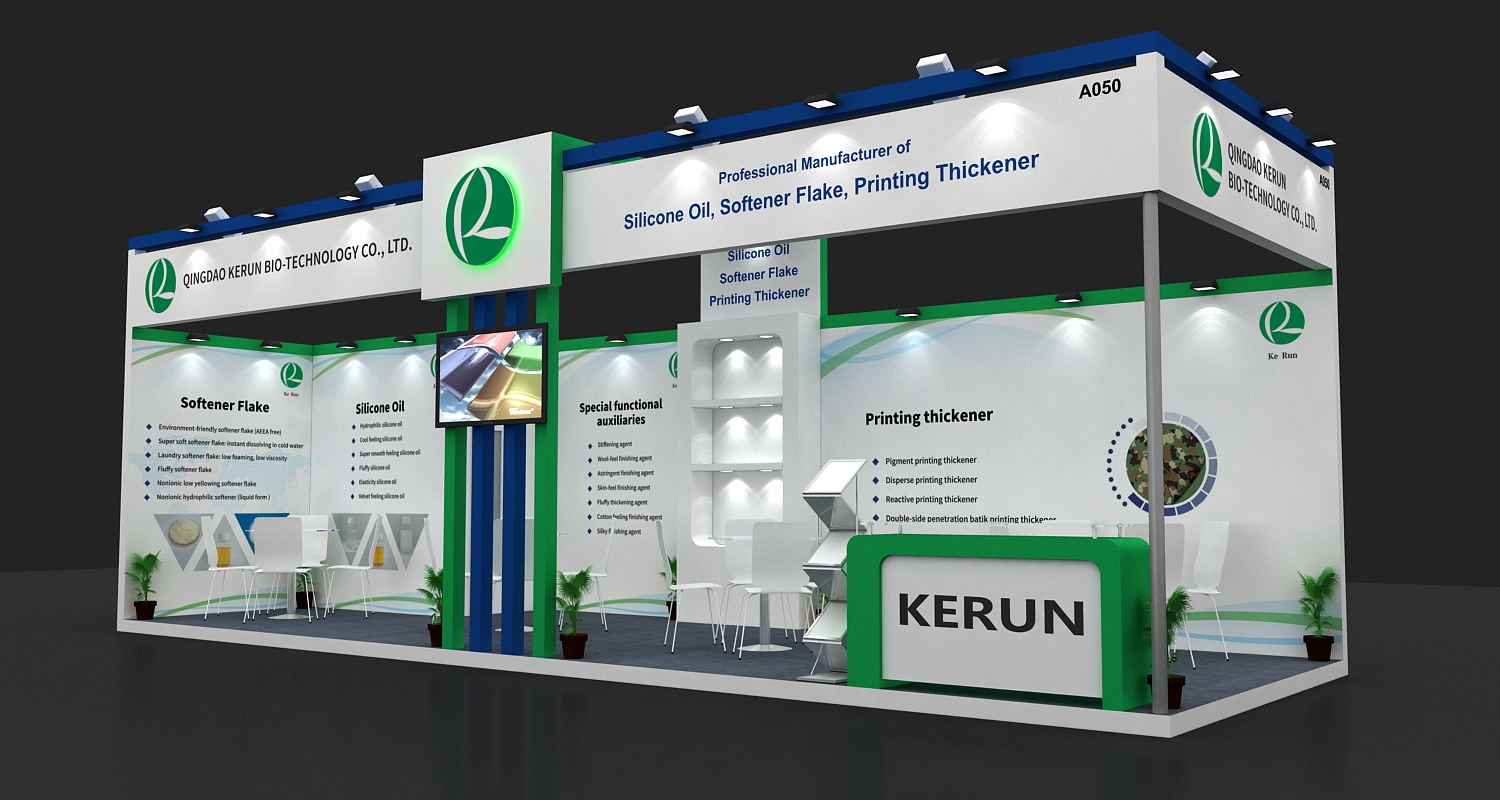 A050
Professional Manufacturer of
Silicone Oil, Softener Flake, Printing Thickener
QINGDAO KERUN BIO-TECHNOLOGY CO., LTD.
QINGDAO KERUN
BIO-TECHNOLOGY CO., LTD.
A050
Silicone Oil
Softener Flake
Printing Thickener
Ke Run
Softener Flake
Environment-friendly softener flake (AEEA free)
Super soft softener flake: instant dissolving in cold water
Laundry softener flake: low foaming, low viscosity
Fluffy softener flake
Nonionic low yellowing softener flake
Nonionic hydrophilic softener (liquid form )
Silicone Oil
Hydrophilic silicone oil
Cool feeling silicone oil
Super smooth feeling silicone oil
Fluffy silicone oil
Elasticity silicone oil
Velvet feeling silicone oil
Special functional
auxiliaries
Stiffening agent
Wool-feel finishing agent
Astringent finishing agent
Skin-feel finishing agent
Fluffy thickening agent
Cotton feeling finishing agent
Silky finishing agent
Printing thickener
Pigment printing thickener
Disperse printing thickener
Reactive printing thickener
Double-side penetration batik printing thickener
Ke Run
KERUN